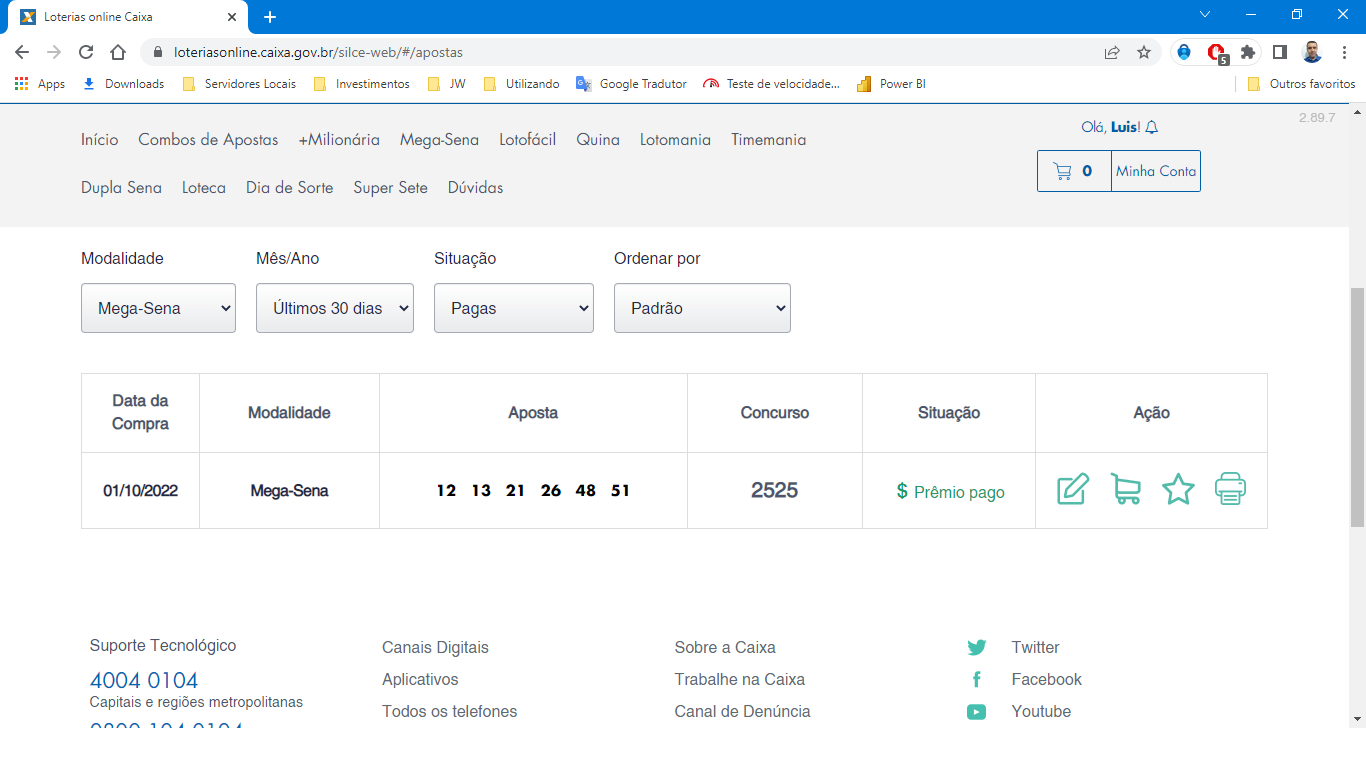 Loterias online Caixa
loteriasonline.caixa.gov.br/silce-web/#/apostas
5
Apps Downloads Servidores Locais Investimentos JW Utilizando Google Tradutor Teste de velocidade... Power BI Outros favoritos
2.89.7
Olá, Luis!
Início Combos de Apostas +Milionária Mega-Sena Lotofácil Quina Lotomania Timemania
0 Minha Conta
Dupla Sena Loteca Dia de Sorte Super Sete Dúvidas
Modalidade Mês/Ano Situação Ordenar por
Mega-Sena Últimos 30 dias Pagas Padrão
Data da
Compra
Modalidade Aposta Concurso Situação Ação
01/10/2022 Mega-Sena 12 13 21 26 48 51 2525 $ Prêmio pago
Suporte Tecnológico Canais Digitais Sobre a Caixa Twitter
4004 0104 Aplicativos Trabalhe na Caixa Facebook
Capitais e regiões metropolitanas Todos os telefones Canal de Denúncia Youtube
0800 104 0104